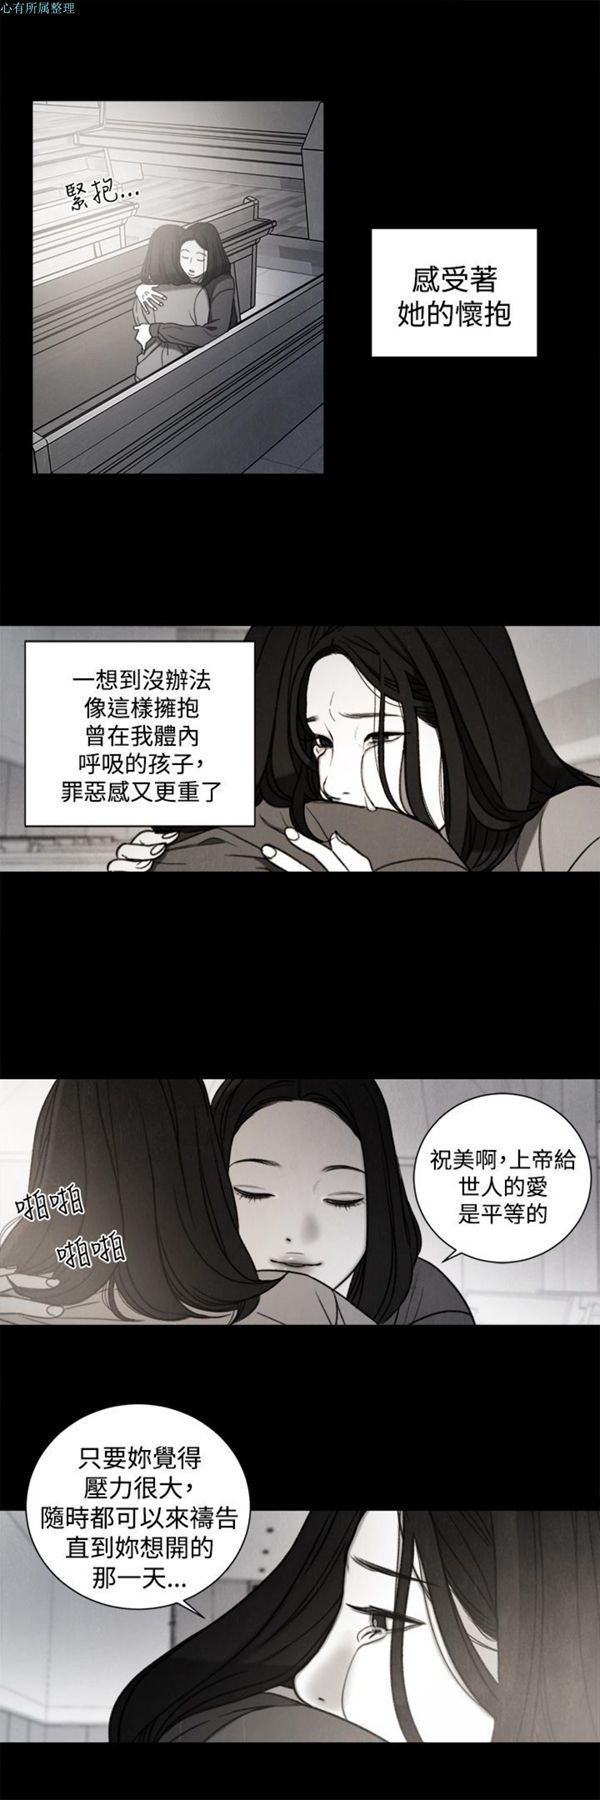 心有所属整理
緊抱...
感受著
她的懷抱
一想到沒辦法
像這樣擁抱
曾在我體內
呼吸的孩子,
罪惡感又更重了
祝美啊,上帝給
世人的愛
是平等的
啪啪
啪啪
只要妳覺得
壓力很大,
隨時都可以來禱告
直到妳想開的
那一天...